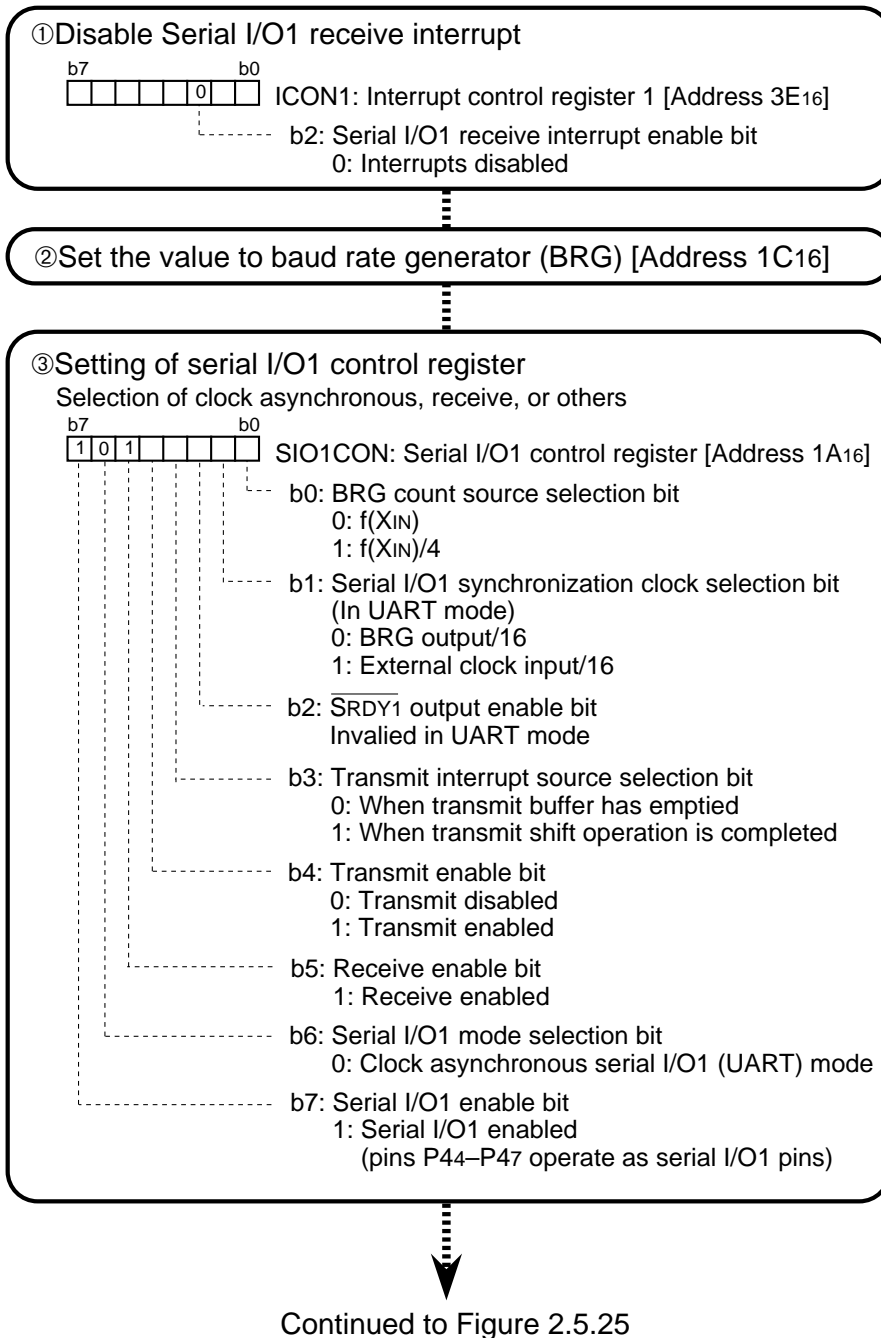 ①Disable Serial I/O1 receive interrupt
b7 b0
0 ICON1: Interrupt control register 1 [Address 3E16]
b2: Serial I/O1 receive interrupt enable bit
0: Interrupts disabled
②Set the value to baud rate generator (BRG) [Address 1C16]
③Setting of serial I/O1 control register
Selection of clock asynchronous, receive, or others
b7 b0
1 0 1 SIO1CON: Serial I/O1 control register [Address 1A16]
b0: BRG count source selection bit
0: f(XIN)
1: f(XIN)/4
b1: Serial I/O1 synchronization clock selection bit
(In UART mode)
0: BRG output/16
1: External clock input/16
b2: SRDY1 output enable bit
Invalied in UART mode
b3: Transmit interrupt source selection bit
0: When transmit buffer has emptied
1: When transmit shift operation is completed
b4: Transmit enable bit
0: Transmit disabled
1: Transmit enabled
b5: Receive enable bit
1: Receive enabled
b6: Serial I/O1 mode selection bit
0: Clock asynchronous serial I/O1 (UART) mode
b7: Serial I/O1 enable bit
1: Serial I/O1 enabled
(pins P44–P47 operate as serial I/O1 pins)
Continued to Figure 2.5.25